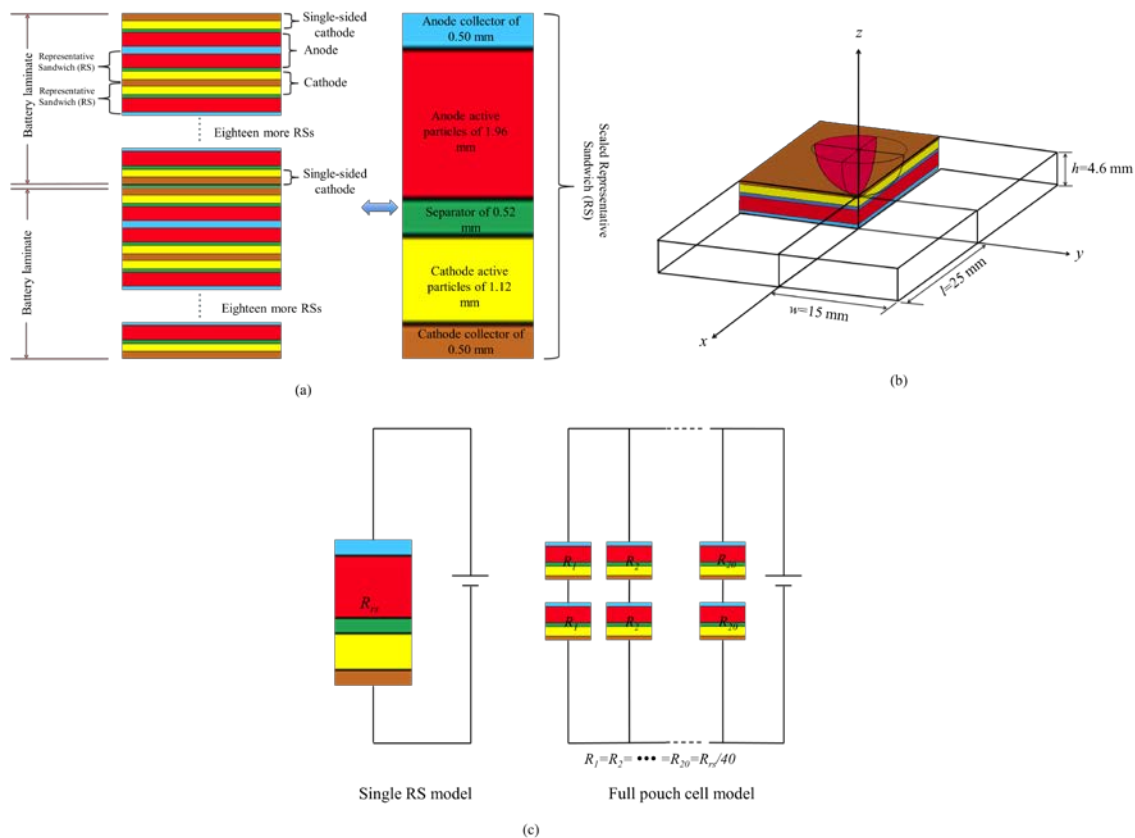 Single-sided
cathode
Anode
Representative
Sandwich (RS)
Cathode
Representative
Sandwich (RS)
Battery laminate
Eighteen more RSs
Single-sided
cathode
Battery laminate
Eighteen more RSs
Anode collector of
0.50 mm
Anode active
particles of 1.96
mm
Separator of 0.52
mm
Cathode active
particles of 1.12
mm
Cathode collector of
0.50 mm
Scaled Representative
Sandwich (RS)
(a)
z
h=4.6 mm
y
l=25 mm
w=15 mm
x
(b)
Rrs
R1 R2 R20
R1 R2 R20
R1=R2= ••• =R20=Rrs/40
Single RS model
Full pouch cell model
(c)